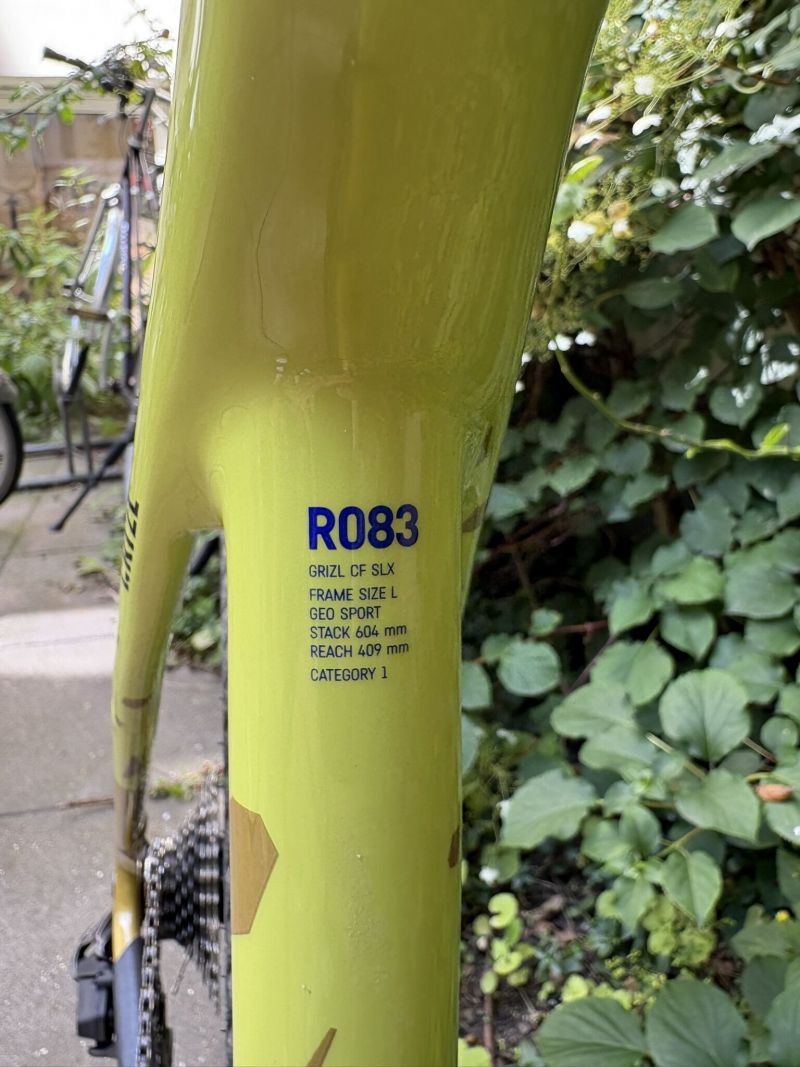 R083
GRIZL CF SLX
FRAME SIZE L
GEO SPORT
STACK 604 mm
REACH 409 mm
CATEGORY 1